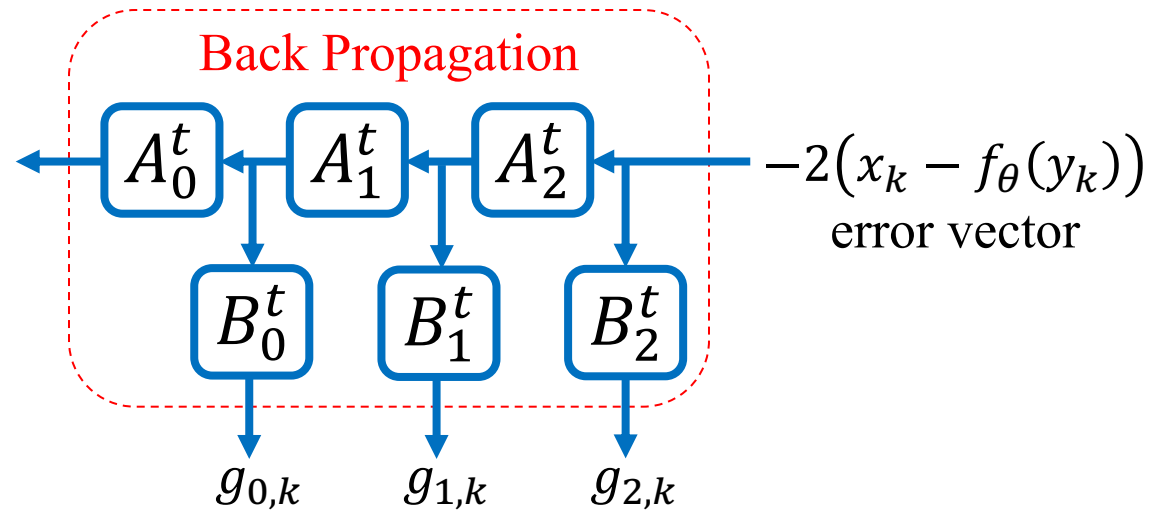 Back Propagation
A_0^t A_1^t A_2^t −2(x_k − f_θ(y_k))
error vector
B_0^t B_1^t B_2^t
g_{0,k} g_{1,k} g_{2,k}